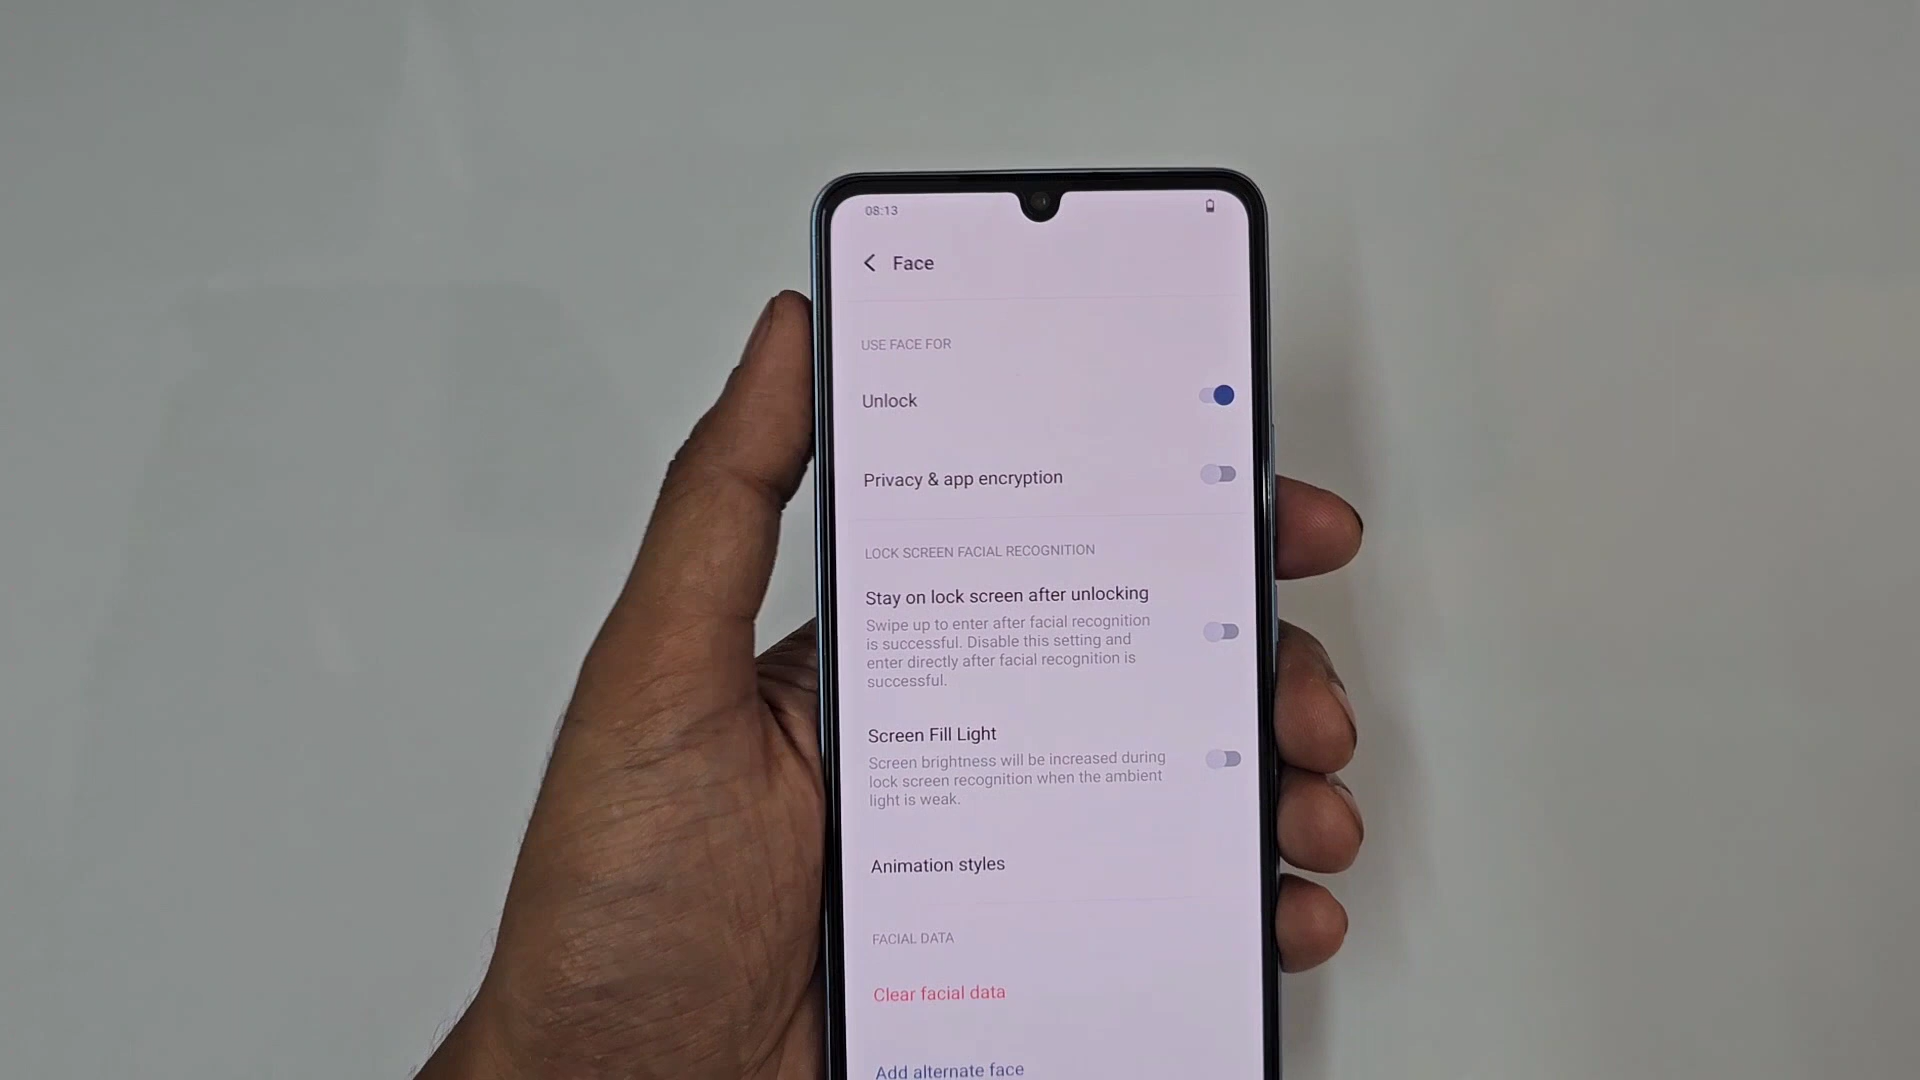 08:13
Face
USE FACE FOR
Unlock
Privacy & app encryption
LOCK SCREEN FACIAL RECOGNITION
Stay on lock screen after unlocking
Swipe up to enter after facial recognition
is successful. Disable this setting and
enter directly after facial recognition is
successful.
Screen Fill Light
Screen brightness will be increased during
lock screen recognition when the ambient
light is weak.
Animation styles
FACIAL DATA
Clear facial data
Add alternate face